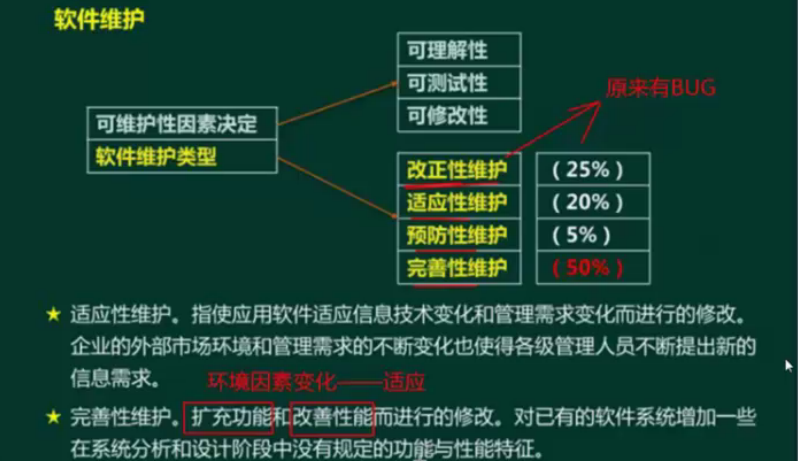 软件维护
可理解性
可测试性
可修改性
原来有BUG
可维护性因素决定
软件维护类型
改正性维护 （25%）
适应性维护 （20%）
预防性维护 （5%）
完善性维护 （50%）
★ 适应性维护。指使应用软件适应信息技术变化和管理需求变化而进行的修改。
企业的外部市场环境和管理需求的不断变化也使得各级管理人员不断提出新的
信息需求。
环境因素变化——适应
★ 完善性维护。扩充功能和改善性能而进行的修改。对已有的软件系统增加一些
在系统分析和设计阶段中没有规定的功能与性能特征。